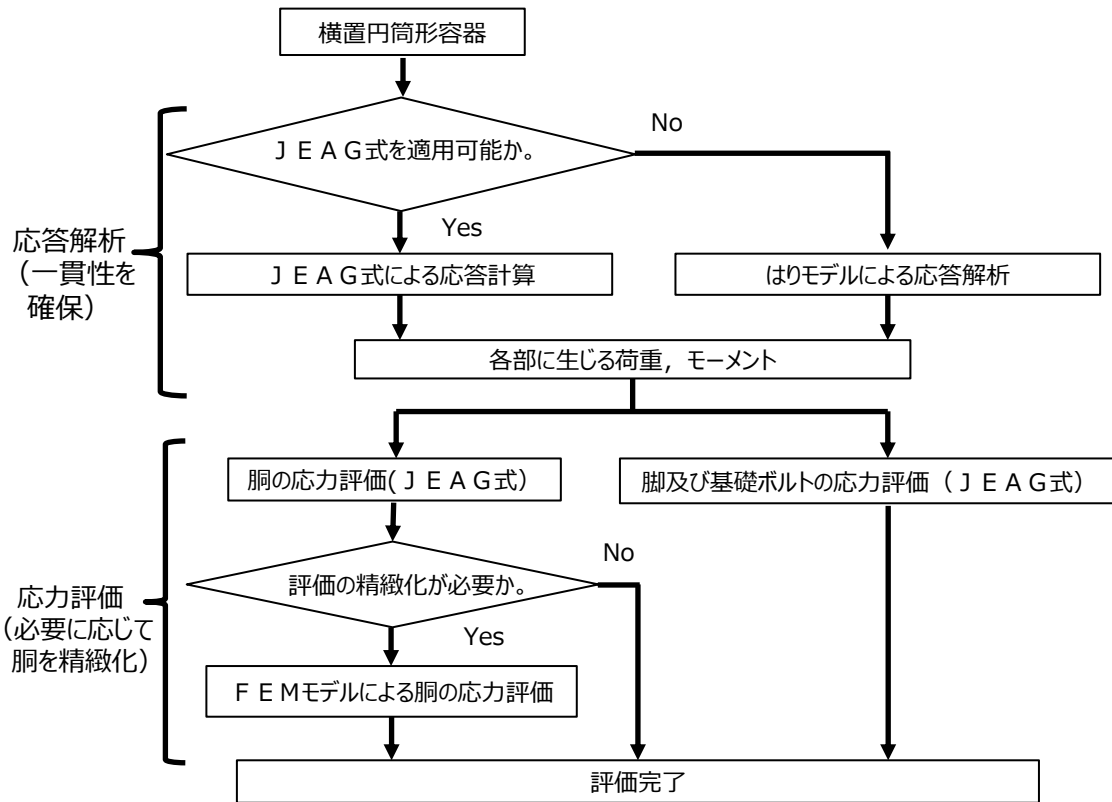 横置円筒形容器
ＪＥＡＧ式を適用可能か。
No
Yes
応答解析
（一貫性を
確保）
ＪＥＡＧ式による応答計算
はりモデルによる応答解析
各部に生じる荷重，モーメント
胴の応力評価(ＪＥＡＧ式）
脚及び基礎ボルトの応力評価（ＪＥＡＧ式）
評価の精緻化が必要か。
No
Yes
応力評価
（必要に応じて
胴を精緻化）
ＦＥＭモデルによる胴の応力評価
評価完了